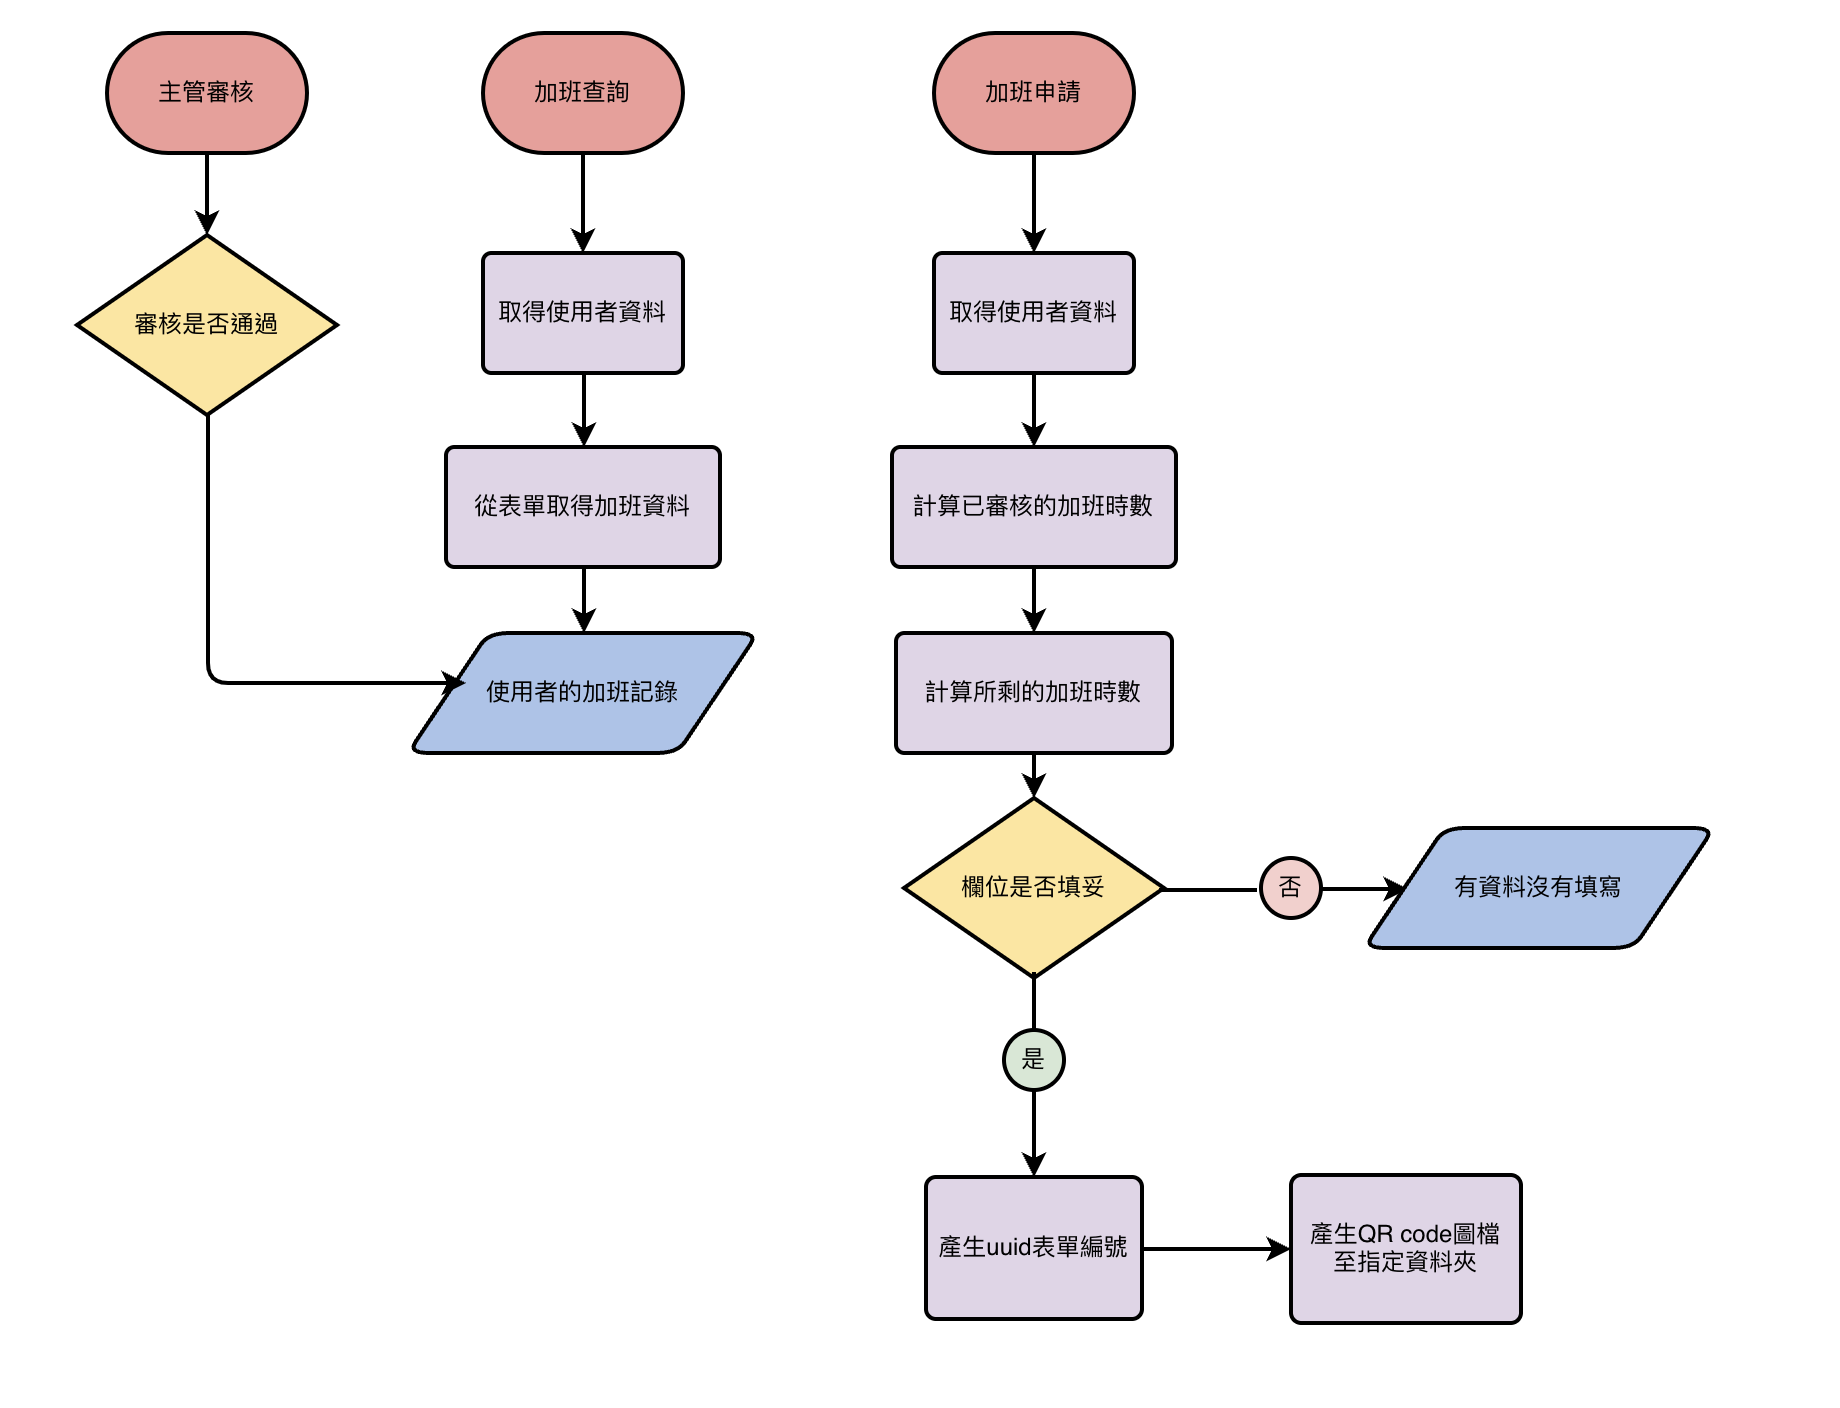 主管審核
加班查詢
加班申請
審核是否通過
取得使用者資料
取得使用者資料
從表單取得加班資料
計算已審核的加班時數
使用者的加班記錄
計算所剩的加班時數
欄位是否填妥
否
有資料沒有填寫
是
產生uuid表單編號
產生QR code圖檔
至指定資料夾